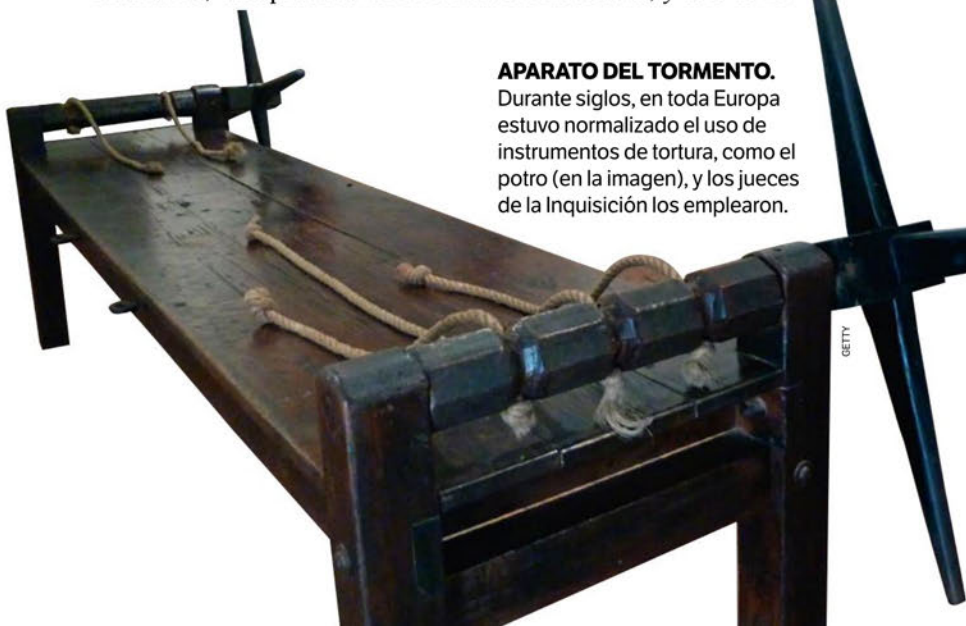 APARATO DEL TORMENTO.
Durante siglos, en toda Europa
estuvo normalizado el uso de
instrumentos de tortura, como el
potro (en la imagen), y los jueces
de la Inquisición los emplearon.
GETTY